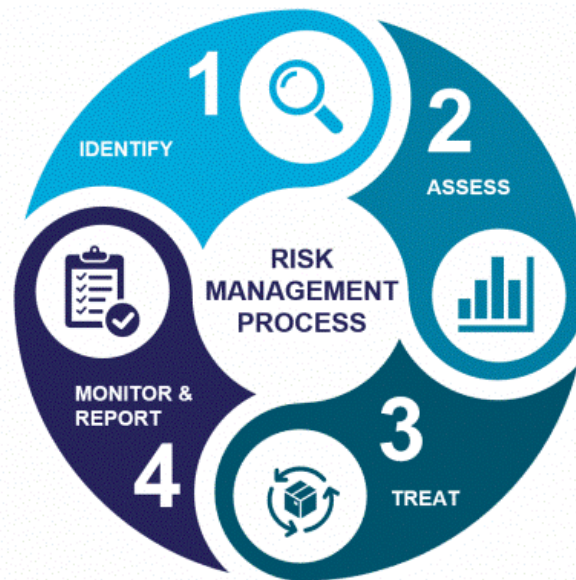 RISK
MANAGEMENT
PROCESS
1
IDENTIFY
2
ASSESS
3
TREAT
MONITOR &
REPORT
4